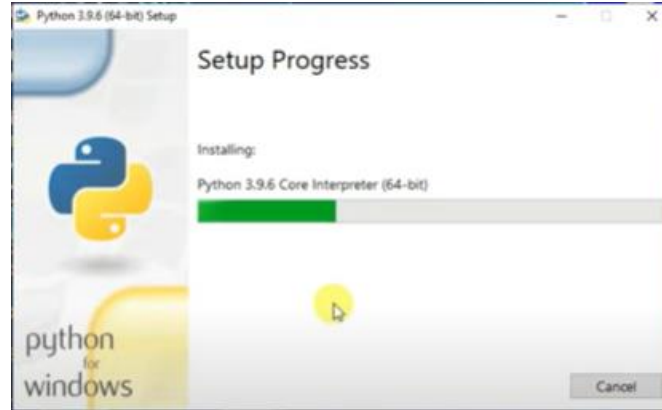 Python 3.9.6 (64-bit) Setup
Setup Progress
Installing:
Python 3.9.6 Core Interpreter (64-bit)
python
for
windows
Cancel